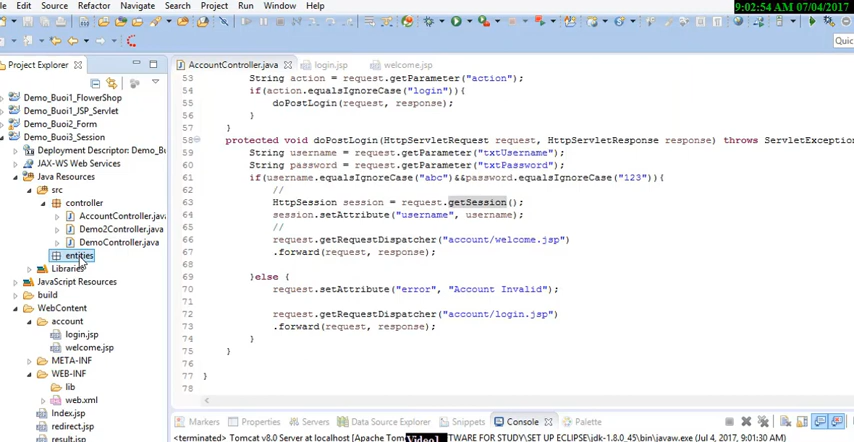 9:02:54 AM 07/04/2017
File Edit Source Refactor Navigate Search Project Run Window Help
Quic
Project Explorer
Demo_Buoi1_FlowerShop
Demo_Buoi1_JSP_Servlet
Demo_Buoi2_Form
Demo_Buoi3_Session
Deployment Descriptor: Demo_Bu
JAX-WS Web Services
Java Resources
src
controller
AccountController.java
Demo2Controller.java
DemoController.java
entities
Libraries
JavaScript Resources
build
WebContent
account
login.jsp
welcome.jsp
META-INF
WEB-INF
lib
web.xml
Index.jsp
redirect.jsp
result.jsp
AccountController.java login.jsp welcome.jsp
53 String action = request.getParameter("action");
54 if(action.equalsIgnoreCase("login")){
55 doPostLogin(request, response);
56 }
57 }
58 protected void doPostLogin(HttpServletRequest request, HttpServletResponse response) throws ServletException
59 String username = request.getParameter("txtUsername");
60 String password = request.getParameter("txtPassword");
61 if(username.equalsIgnoreCase("abc")&&password.equalsIgnoreCase("123")){
62 //
63 HttpSession session = request.getSession();
64 session.setAttribute("username", username);
65 //
66 request.getRequestDispatcher("account/welcome.jsp")
67 .forward(request, response);
68
69 }else {
70 request.setAttribute("error", "Account Invalid");
71
72 request.getRequestDispatcher("account/login.jsp")
73 .forward(request, response);
74 }
75 }
76
77 }
78
Markers Properties Servers Data Source Explorer Snippets Console Palette
<terminated> Tomcat v8.0 Server at localhost [Apache Tom Video1 TWARE FOR STUDY\SET UP ECLIPSE\jdk-1.8.0_45\bin\javaw.exe (Jul 4, 2017, 9:01:30 AM)